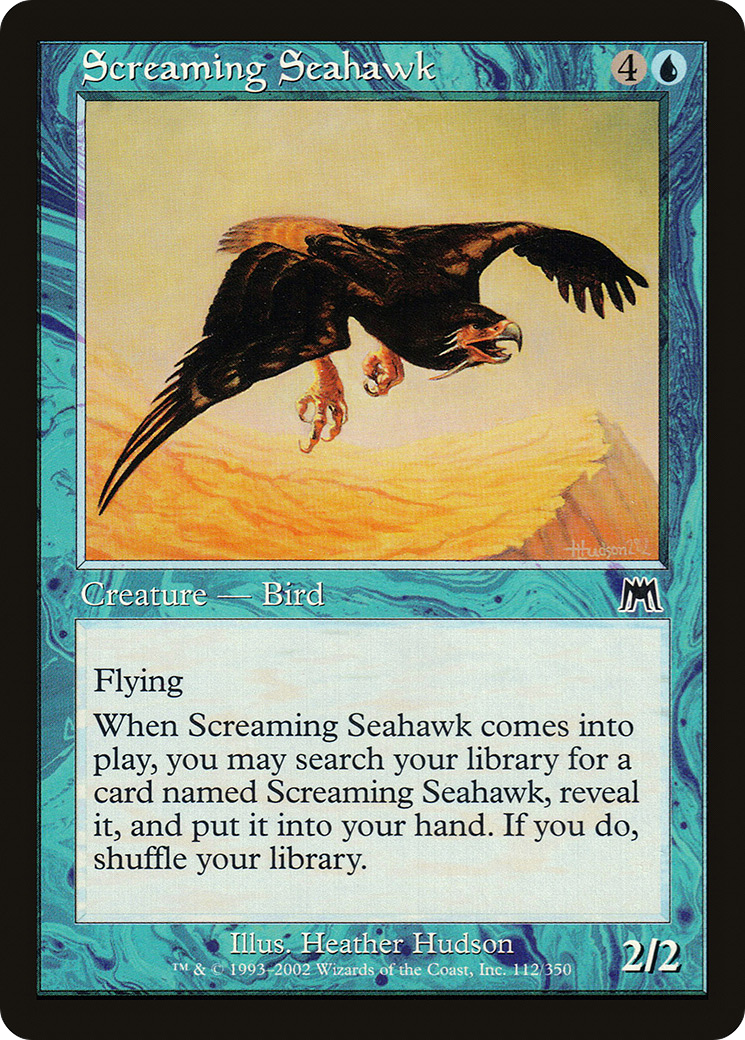 Screaming Seahawk 4
Hudson 2002
Creature — Bird
Flying
When Screaming Seahawk comes into
play, you may search your library for a
card named Screaming Seahawk, reveal
it, and put it into your hand. If you do,
shuffle your library.
Illus. Heather Hudson
™ & © 1993–2002 Wizards of the Coast, Inc. 112/350
2/2